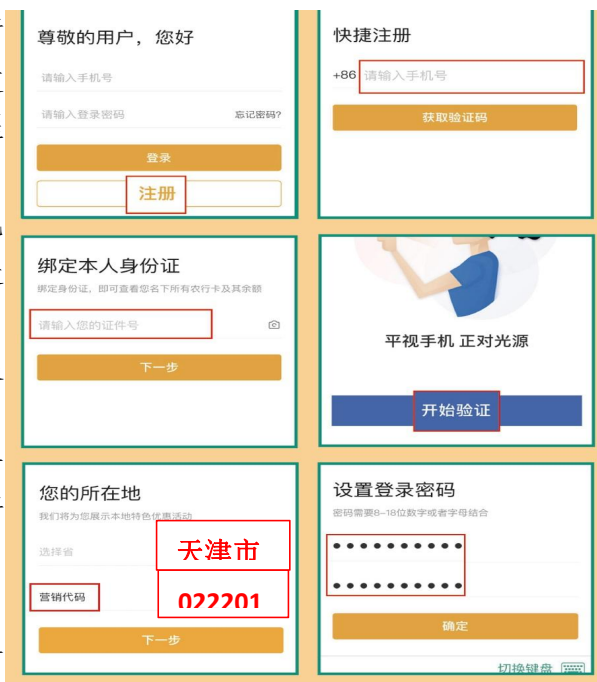 尊敬的用户，您好
请输入手机号
请输入登录密码 忘记密码?
登录
注册
快捷注册
+86 请输入手机号
获取验证码
绑定本人身份证
绑定身份证，即可查看您名下所有农行卡及其余额
请输入您的证件号
下一步
平视手机 正对光源
开始验证
您的所在地
我们将为您展示本地特色优惠活动
选择省 天津市
营销代码 022201
下一步
设置登录密码
密码需要8-18位数字或者字母结合
●●●●●●●●●●
●●●●●●●●●●
确定
切换键盘